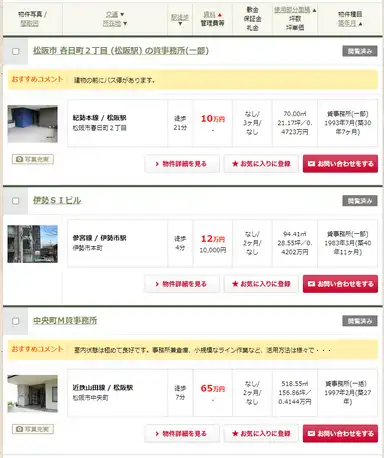 物件写真/
間取図
交通▼
所在地▼
駅徒歩
▼
賃料▲
管理費等
敷金
保証金
礼金
使用部分面積▲
坪数
坪単価
物件種目
築年月▲
松阪市 春日町２丁目 (松阪駅) の貸事務所(一部)
閲覧済み
おすすめコメント 建物の前にバス停があります。
紀勢本線 / 松阪駅
松阪市春日町２丁目
徒歩
21分
10万円
-
なし/
3ヶ月/
なし
70.00㎡
21.17坪／0.
4723万円
貸事務所(一部)
1993年7月(築30
年7ヶ月)
写真充実
物件詳細を見る
★お気に入りに登録
お問い合わせをする
伊勢ＳＩビル
閲覧済み
参宮線 / 伊勢市駅
伊勢市本町
徒歩
4分
12万円
10,000円
なし/
2ヶ月/
なし
94.41㎡
28.55坪／0.
4202万円
貸事務所(一部)
1983年3月(築40
年11ヶ月)
物件詳細を見る
★お気に入りに登録
お問い合わせをする
中央町Ｍ貸事務所
閲覧済み
おすすめコメント 室内状態は極めて良好です。事務所兼倉庫、小規模なライン作業など、活用方法は様々で・・・
近鉄山田線 / 松阪駅
松阪市中央町
徒歩
7分
65万円
-
なし/
2ヶ月/
なし
518.55㎡
156.86坪／
0.4144万円
貸事務所(一括)
1997年2月(築27
年)
写真充実
物件詳細を見る
★お気に入りに登録
お問い合わせをする